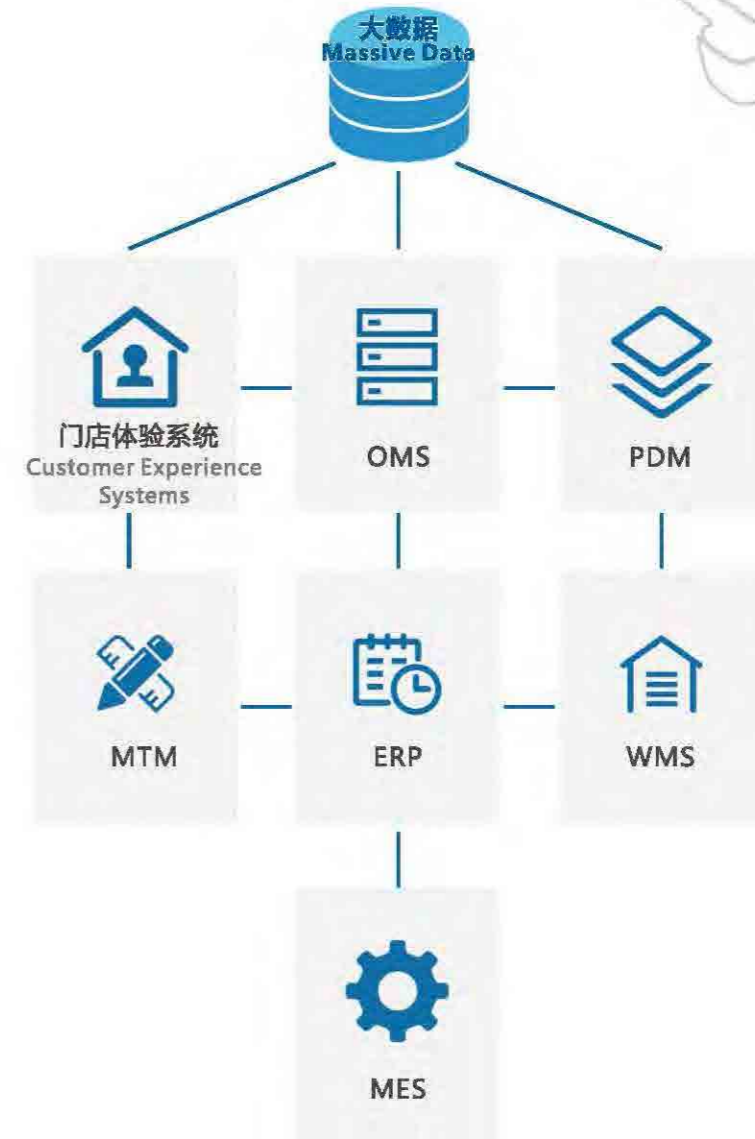 大数据
Massive Data
门店体验系统
Customer Experience
Systems
OMS
PDM
MTM
ERP
WMS
MES